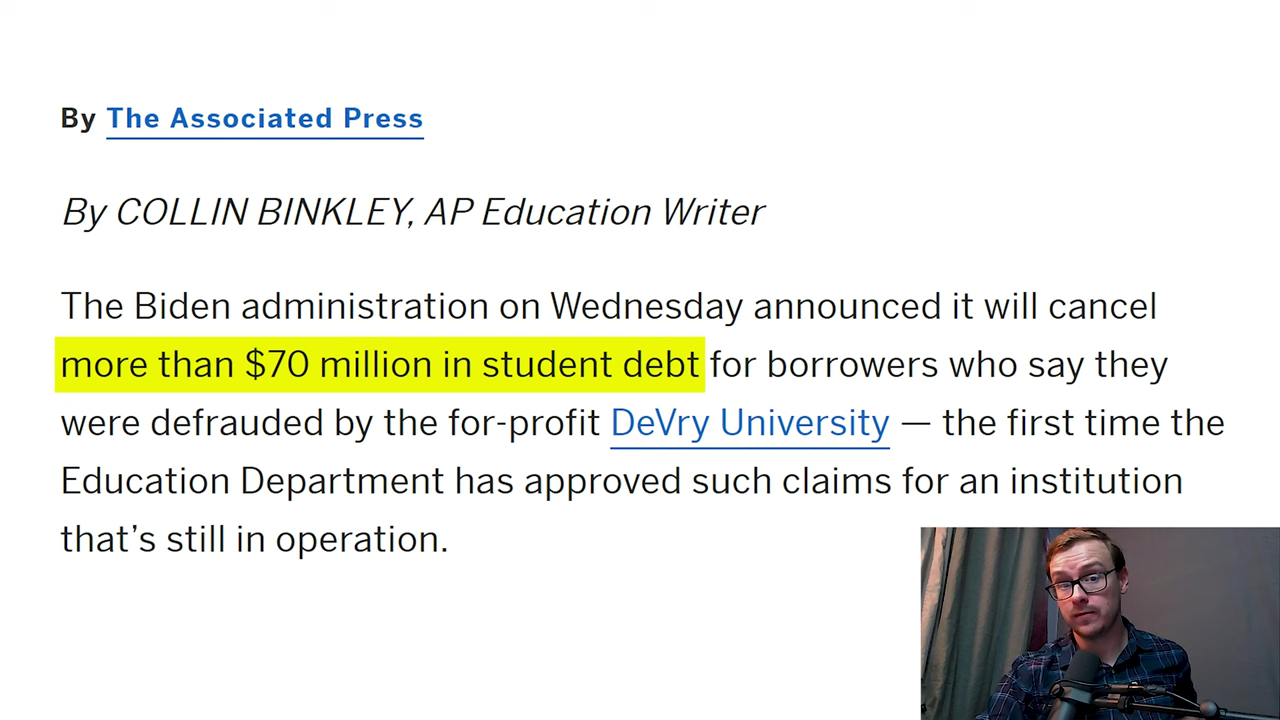 By The Associated Press
By COLLIN BINKLEY, AP Education Writer
The Biden administration on Wednesday announced it will cancel
more than $70 million in student debt for borrowers who say they
were defrauded by the for-profit DeVry University — the first time the
Education Department has approved such claims for an institution
that’s still in operation.